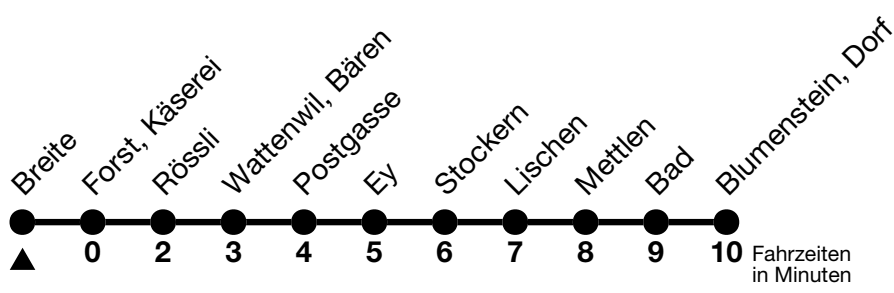 Breite
Forst, Käserei
Rössli
Wattenwil, Bären
Postgasse
Ey
Stockern
Lischen
Mettlen
Bad
Blumenstein, Dorf
0 2 3 4 5 6 7 8 9 10 Fahrzeiten
in Minuten